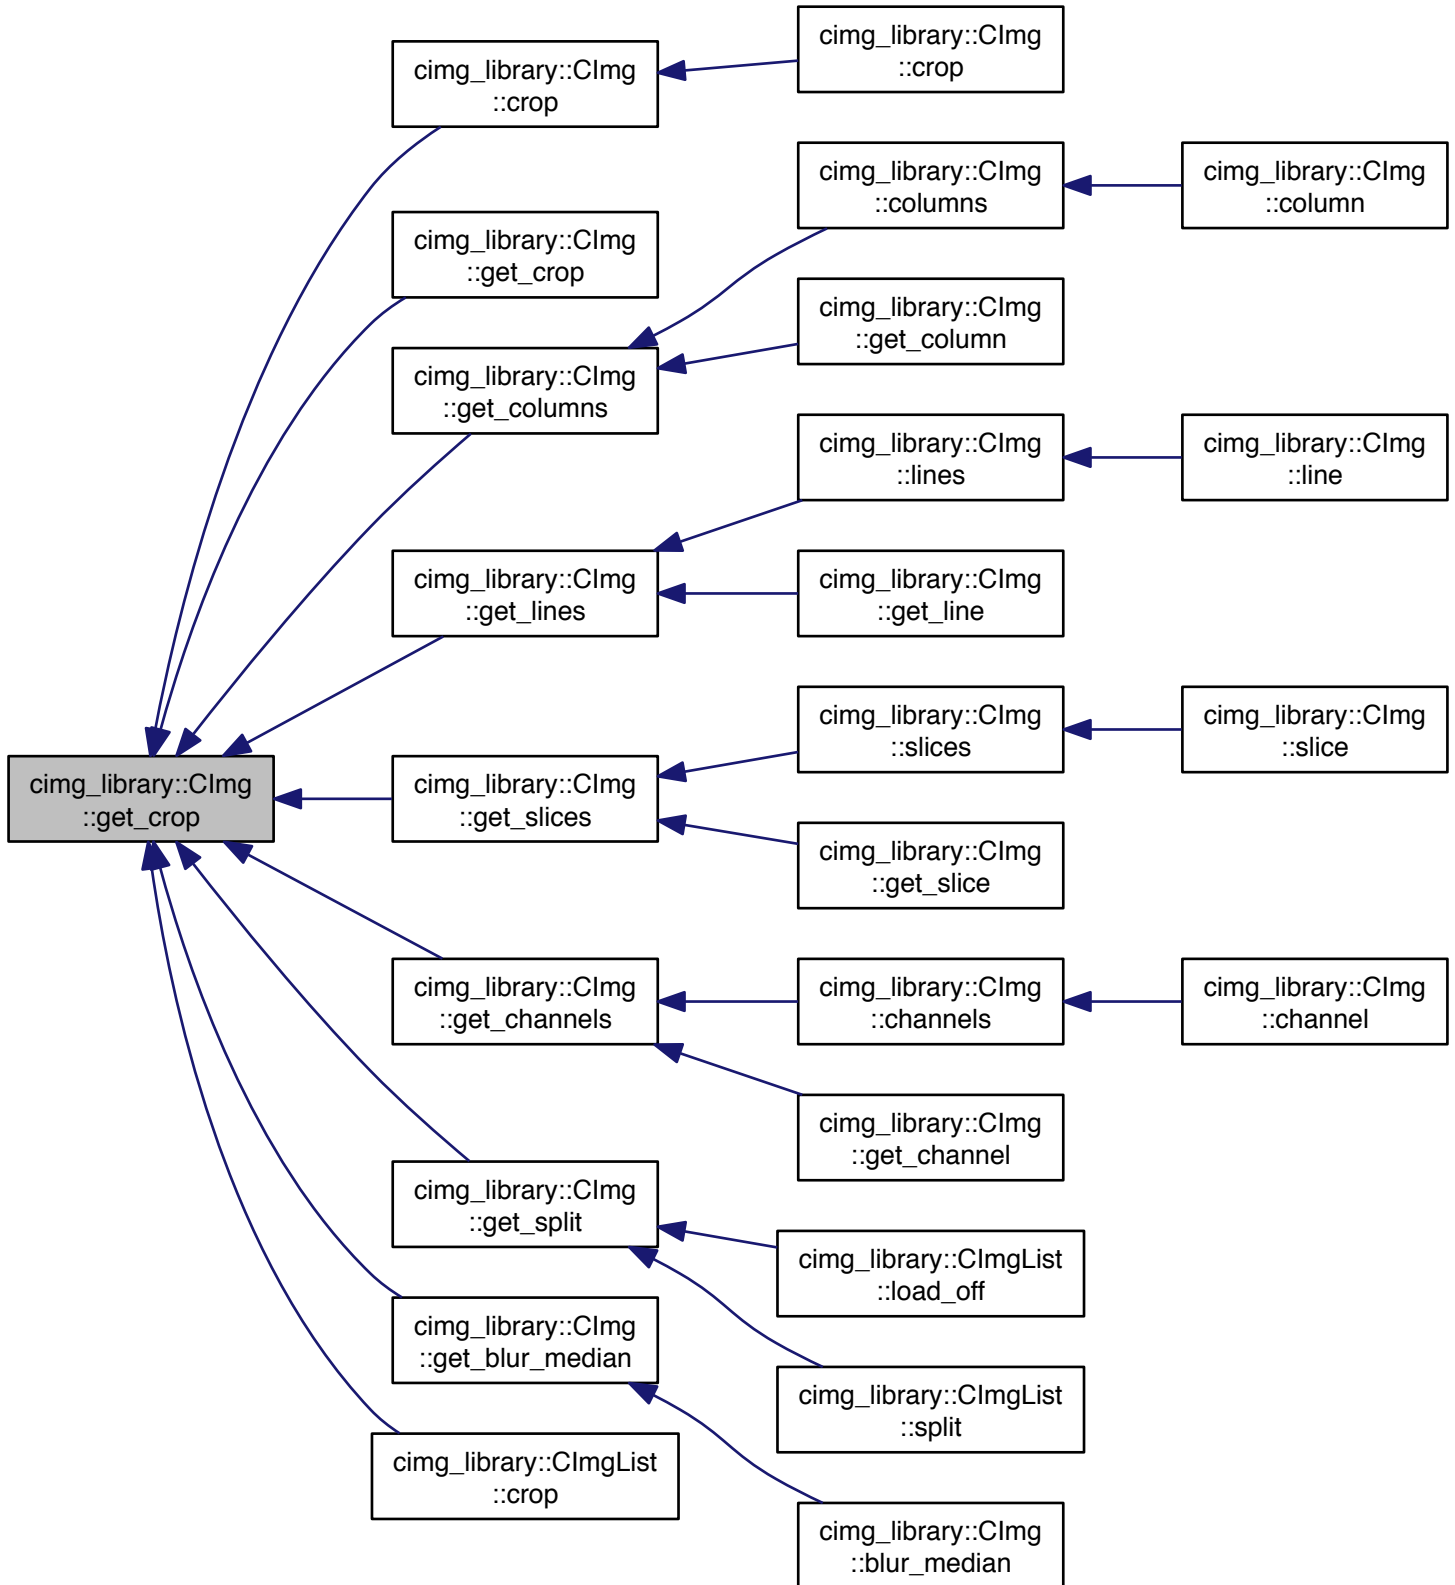 cimg_library::CImg
::get_crop
cimg_library::CImg
::crop
cimg_library::CImg
::get_crop
cimg_library::CImg
::get_columns
cimg_library::CImg
::get_lines
cimg_library::CImg
::get_slices
cimg_library::CImg
::get_channels
cimg_library::CImg
::get_split
cimg_library::CImg
::get_blur_median
cimg_library::CImgList
::crop
cimg_library::CImg
::crop
cimg_library::CImg
::columns
cimg_library::CImg
::get_column
cimg_library::CImg
::lines
cimg_library::CImg
::get_line
cimg_library::CImg
::slices
cimg_library::CImg
::get_slice
cimg_library::CImg
::channels
cimg_library::CImg
::get_channel
cimg_library::CImgList
::load_off
cimg_library::CImgList
::split
cimg_library::CImg
::blur_median
cimg_library::CImg
::column
cimg_library::CImg
::line
cimg_library::CImg
::slice
cimg_library::CImg
::channel